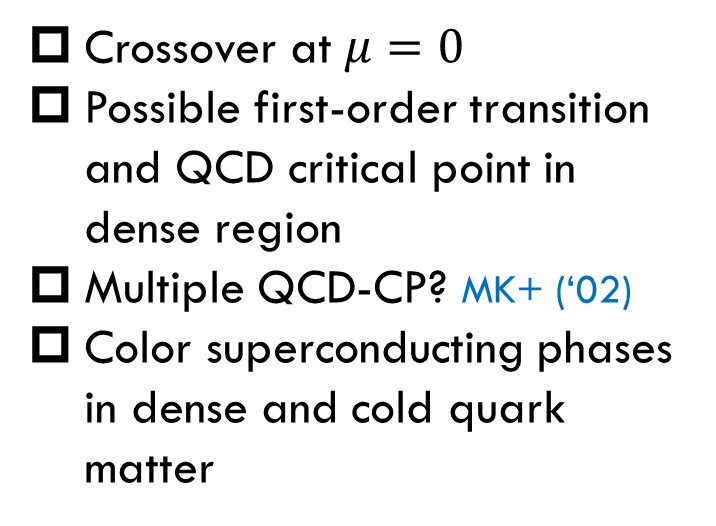 Crossover at μ = 0
Possible first-order transition
and QCD critical point in
dense region
Multiple QCD-CP? MK+ (‘02)
Color superconducting phases
in dense and cold quark
matter